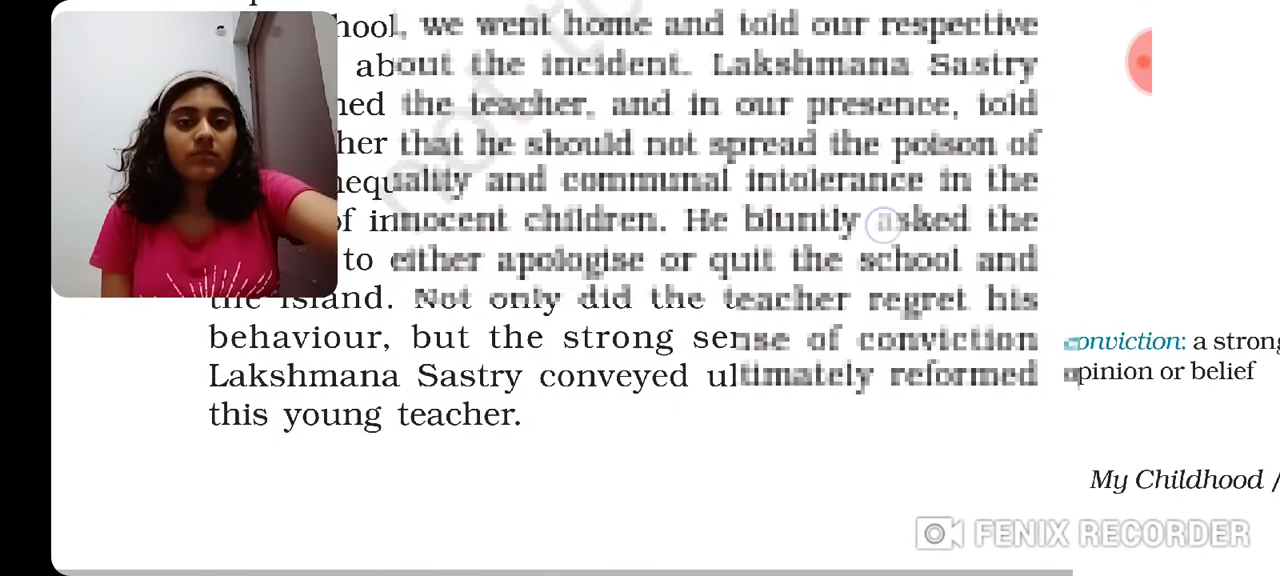 hool, we went home and told our respective
about the incident. Lakshmana Sastry
ned the teacher, and in our presence, told
her that he should not spread the poison of
nequality and communal intolerance in the
of innocent children. He bluntly asked the
to either apologise or quit the school and
the island. Not only did the teacher regret his
behaviour, but the strong sense of conviction
Lakshmana Sastry conveyed ultimately reformed
this young teacher.
conviction: a strong
opinion or belief
My Childhood /
FENIX RECORDER